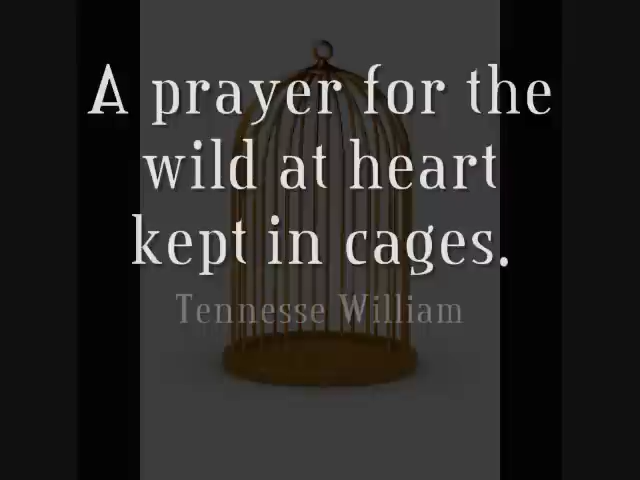 A prayer for the
wild at heart
kept in cages.
Tennesse William